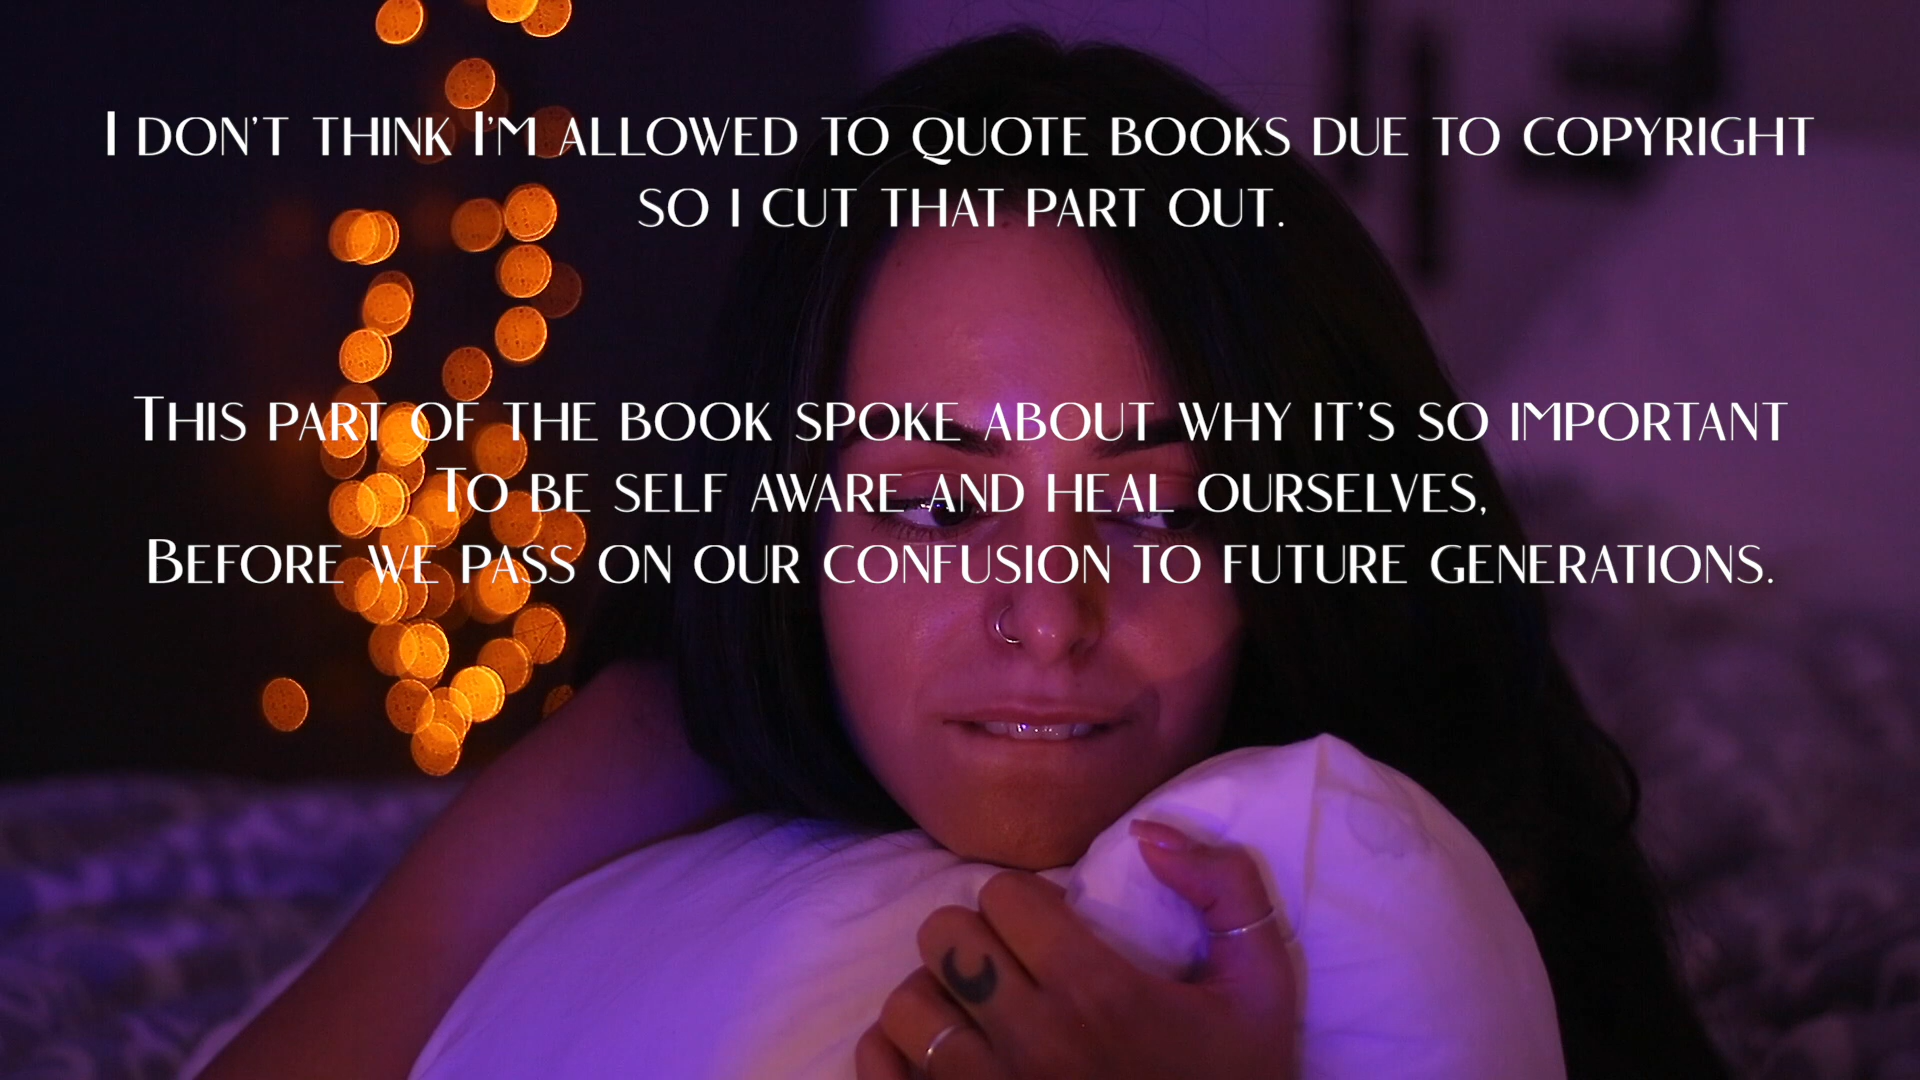 I don't think I'm allowed to quote books due to copyright
so I cut that part out.
This part of the book spoke about why it's so important
To be self aware and heal ourselves,
Before we pass on our confusion to future generations.